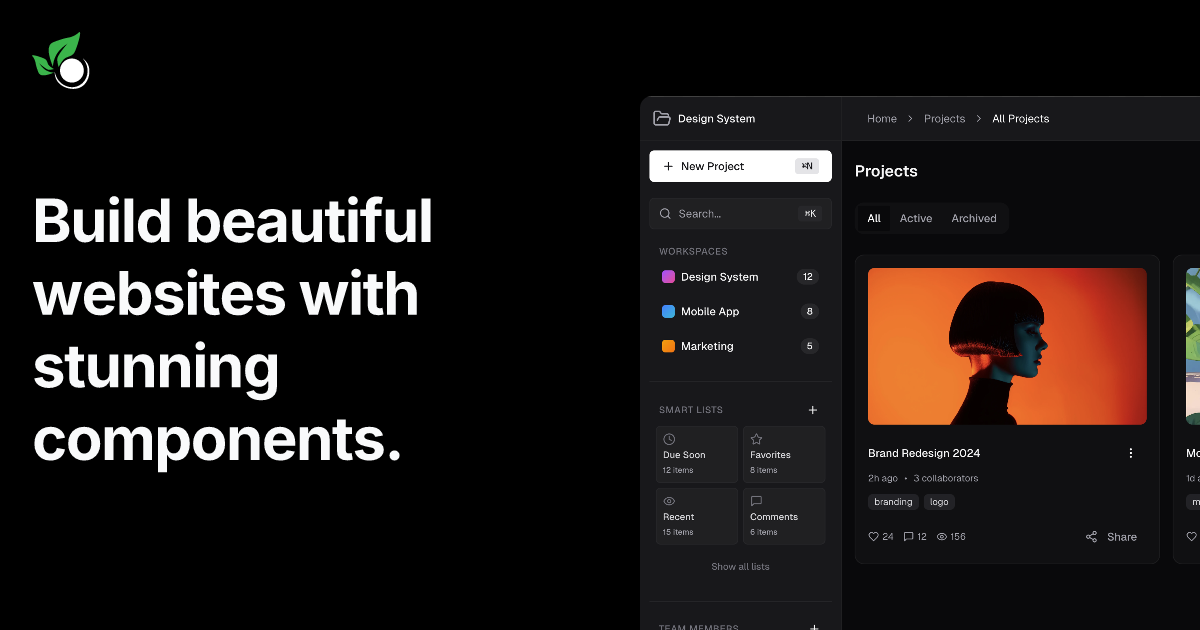 Build beautiful
websites with
stunning
components.
Design System
New Project
⌘N
Search...
⌘K
WORKSPACES
Design System
12
Mobile App
8
Marketing
5
SMART LISTS
Due Soon
12 items
Favorites
8 items
Recent
15 items
Comments
6 items
Show all lists
TEAM MEMBERS
Home > Projects > All Projects
Projects
All
Active
Archived
Brand Redesign 2024
2h ago • 3 collaborators
branding
logo
24
12
156
Share
Mo
1d
m